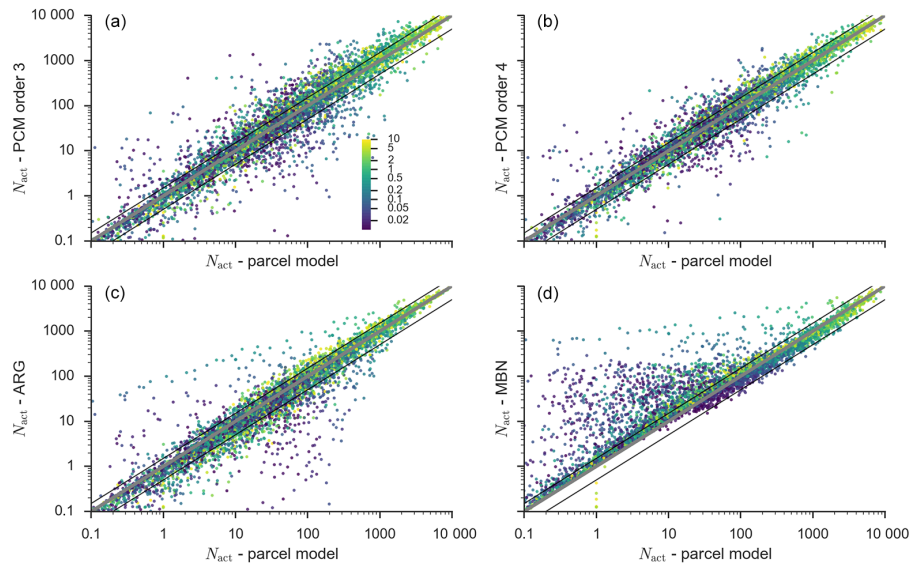 (a)
10 000
1000
100
10
1
0.1
N_act - PCM order 3
10
5
2
1
0.5
0.2
0.1
0.05
0.02
0.1 1 10 100 1000 10 000
N_act - parcel model
(b)
N_act - PCM order 4
0.1 1 10 100 1000 10 000
N_act - parcel model
(c)
10 000
1000
100
10
1
0.1
N_act - ARG
0.1 1 10 100 1000 10 000
N_act - parcel model
(d)
N_act - MBN
0.1 1 10 100 1000 10 000
N_act - parcel model